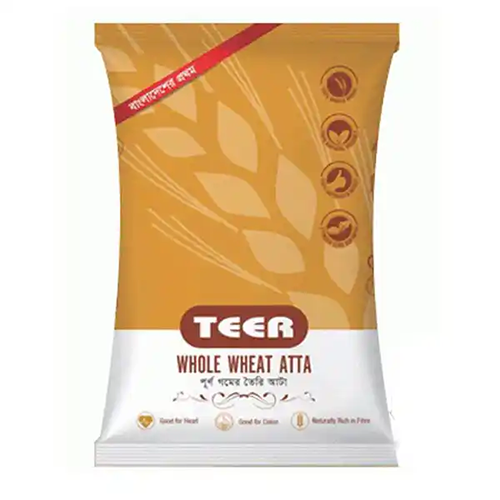 বাংলাদেশের প্রথম
TEER
WHOLE WHEAT ATTA
পূর্ণ গমের তৈরি আটা
Good for Heart
Good for Colon
Naturally Rich in Fibre